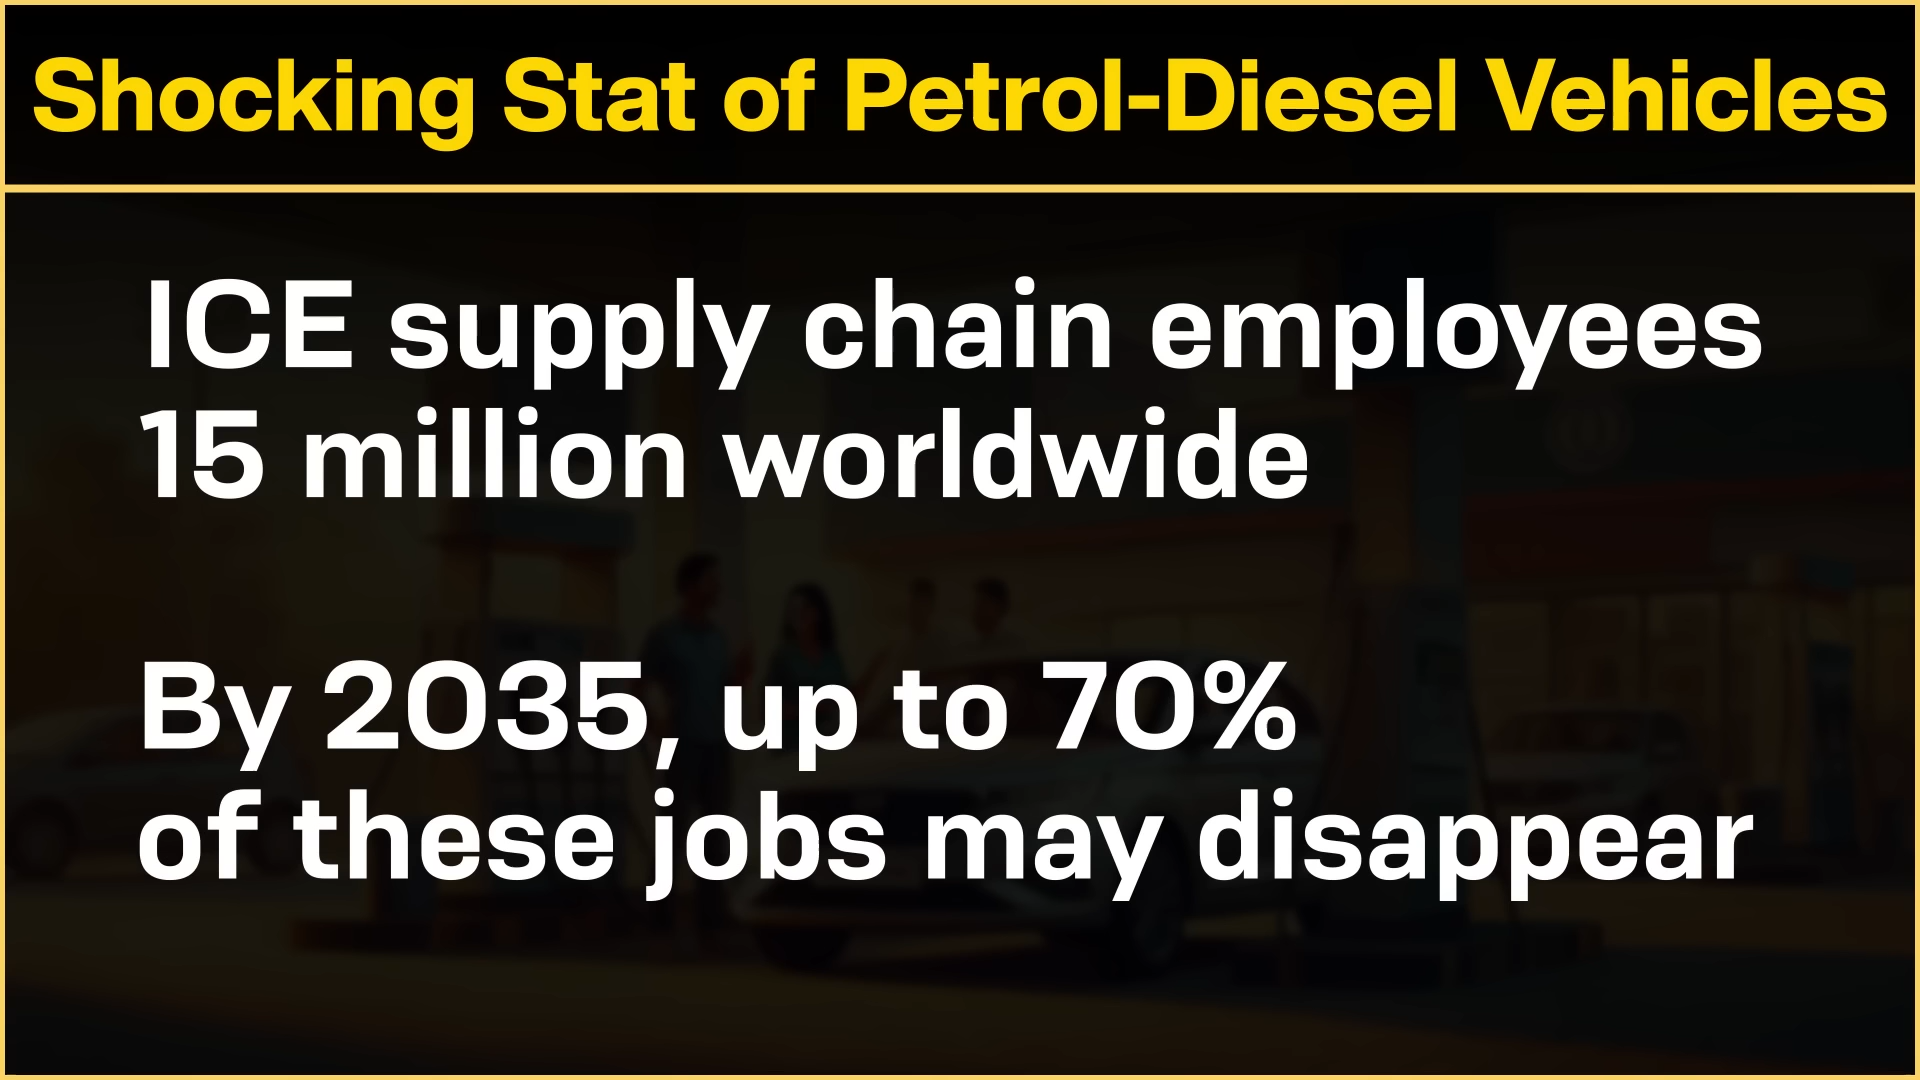 Shocking Stat of Petrol-Diesel Vehicles
ICE supply chain employees
15 million worldwide
By 2035, up to 70%
of these jobs may disappear